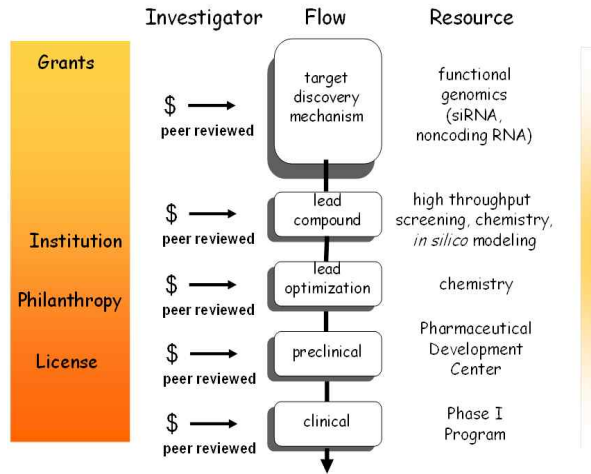 Investigator Flow Resource
Grants
$
peer reviewed
target
discovery
mechanism
functional
genomics
(siRNA,
noncoding RNA)
$
peer reviewed
lead
compound
high throughput
screening, chemistry,
in silico modeling
Institution
$
peer reviewed
lead
optimization
chemistry
Philanthropy
$
peer reviewed
preclinical
Pharmaceutical
Development
Center
License
$
peer reviewed
clinical
Phase I
Program